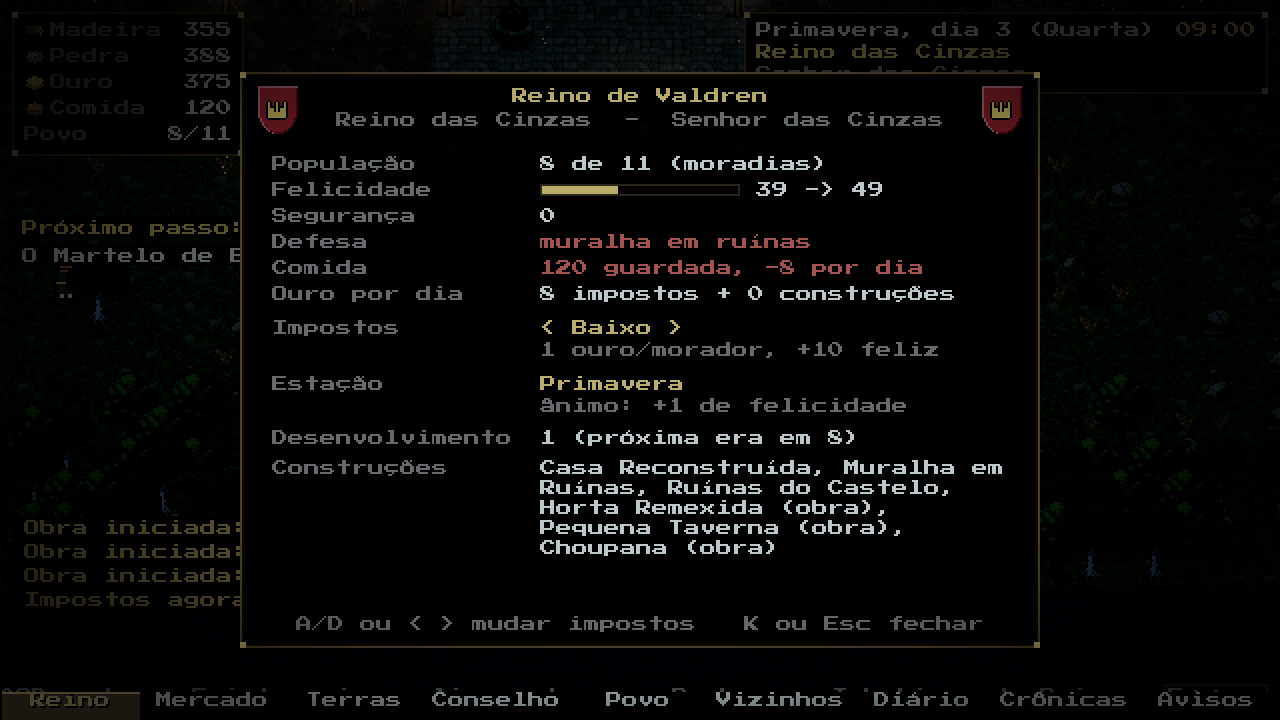 Madeira 355
Pedra 388
Ouro 375
Comida 120
Povo 8/11
Primavera, dia 3 (Quarta) 09:00
Reino das Cinzas
Reino de Valdren
Reino das Cinzas - Senhor das Cinzas
População 8 de 11 (moradias)
Felicidade 39 -> 49
Segurança 0
Defesa muralha em ruínas
Comida 120 guardada, -8 por dia
Ouro por dia 8 impostos + 0 construções
Impostos < Baixo >
1 ouro/morador, +10 feliz
Estação Primavera
ânimo: +1 de felicidade
Desenvolvimento 1 (próxima era em 8)
Construções Casa Reconstruída, Muralha em
Ruínas, Ruínas do Castelo,
Horta Remexida (obra),
Pequena Taverna (obra),
Choupana (obra)
A/D ou < > mudar impostos K ou Esc fechar
Próximo passo:
O Martelo de
Obra iniciada:
Obra iniciada:
Obra iniciada:
Impostos agora
Reino Mercado Terras Conselho Povo Vizinhos Diário Crônicas Avisos